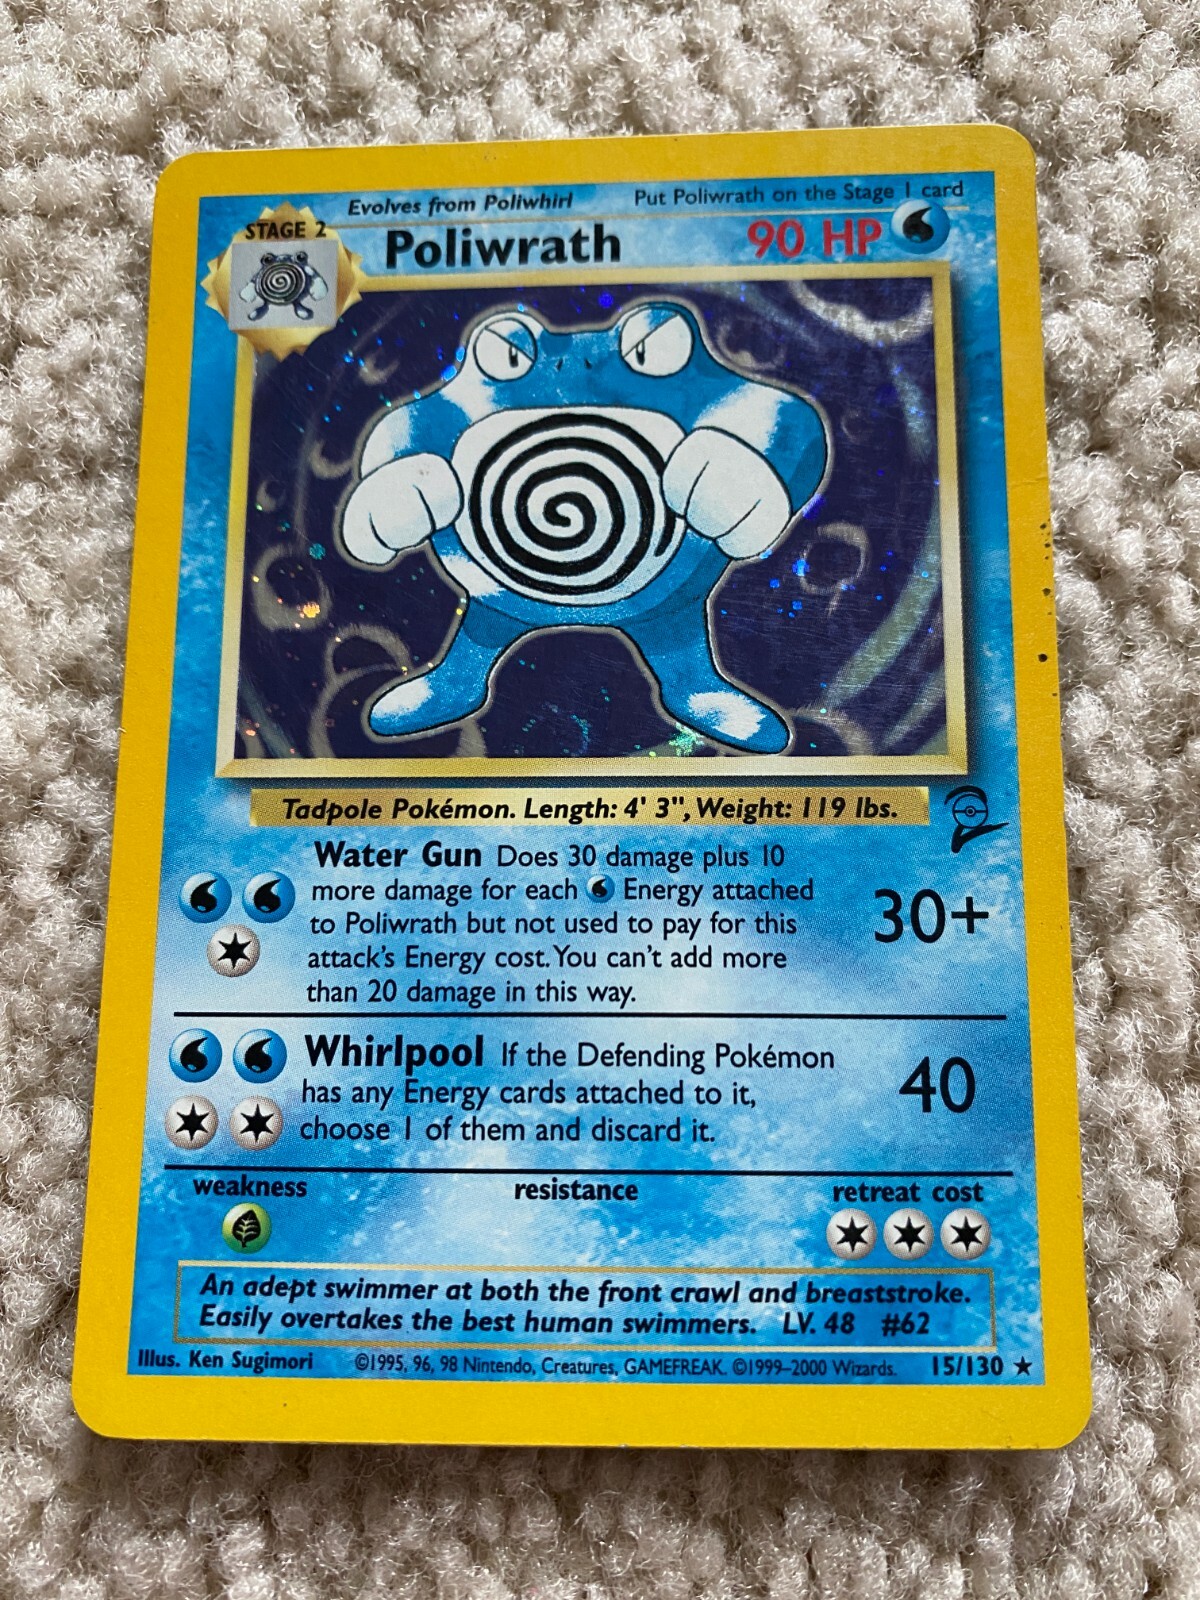 Evolves from Poliwhirl
Put Poliwrath on the Stage 1 card
STAGE 2
Poliwrath
90 HP
Tadpole Pokémon. Length: 4' 3", Weight: 119 lbs.
Water Gun Does 30 damage plus 10
more damage for each Energy attached
to Poliwrath but not used to pay for this
attack's Energy cost. You can't add more
than 20 damage in this way.
30+
Whirlpool If the Defending Pokémon
has any Energy cards attached to it,
choose 1 of them and discard it.
40
weakness
resistance
retreat cost
An adept swimmer at both the front crawl and breaststroke.
Easily overtakes the best human swimmers. LV. 48 #62
Illus. Ken Sugimori ©1995, 96, 98 Nintendo, Creatures, GAMEFREAK. ©1999–2000 Wizards. 15/130 ★